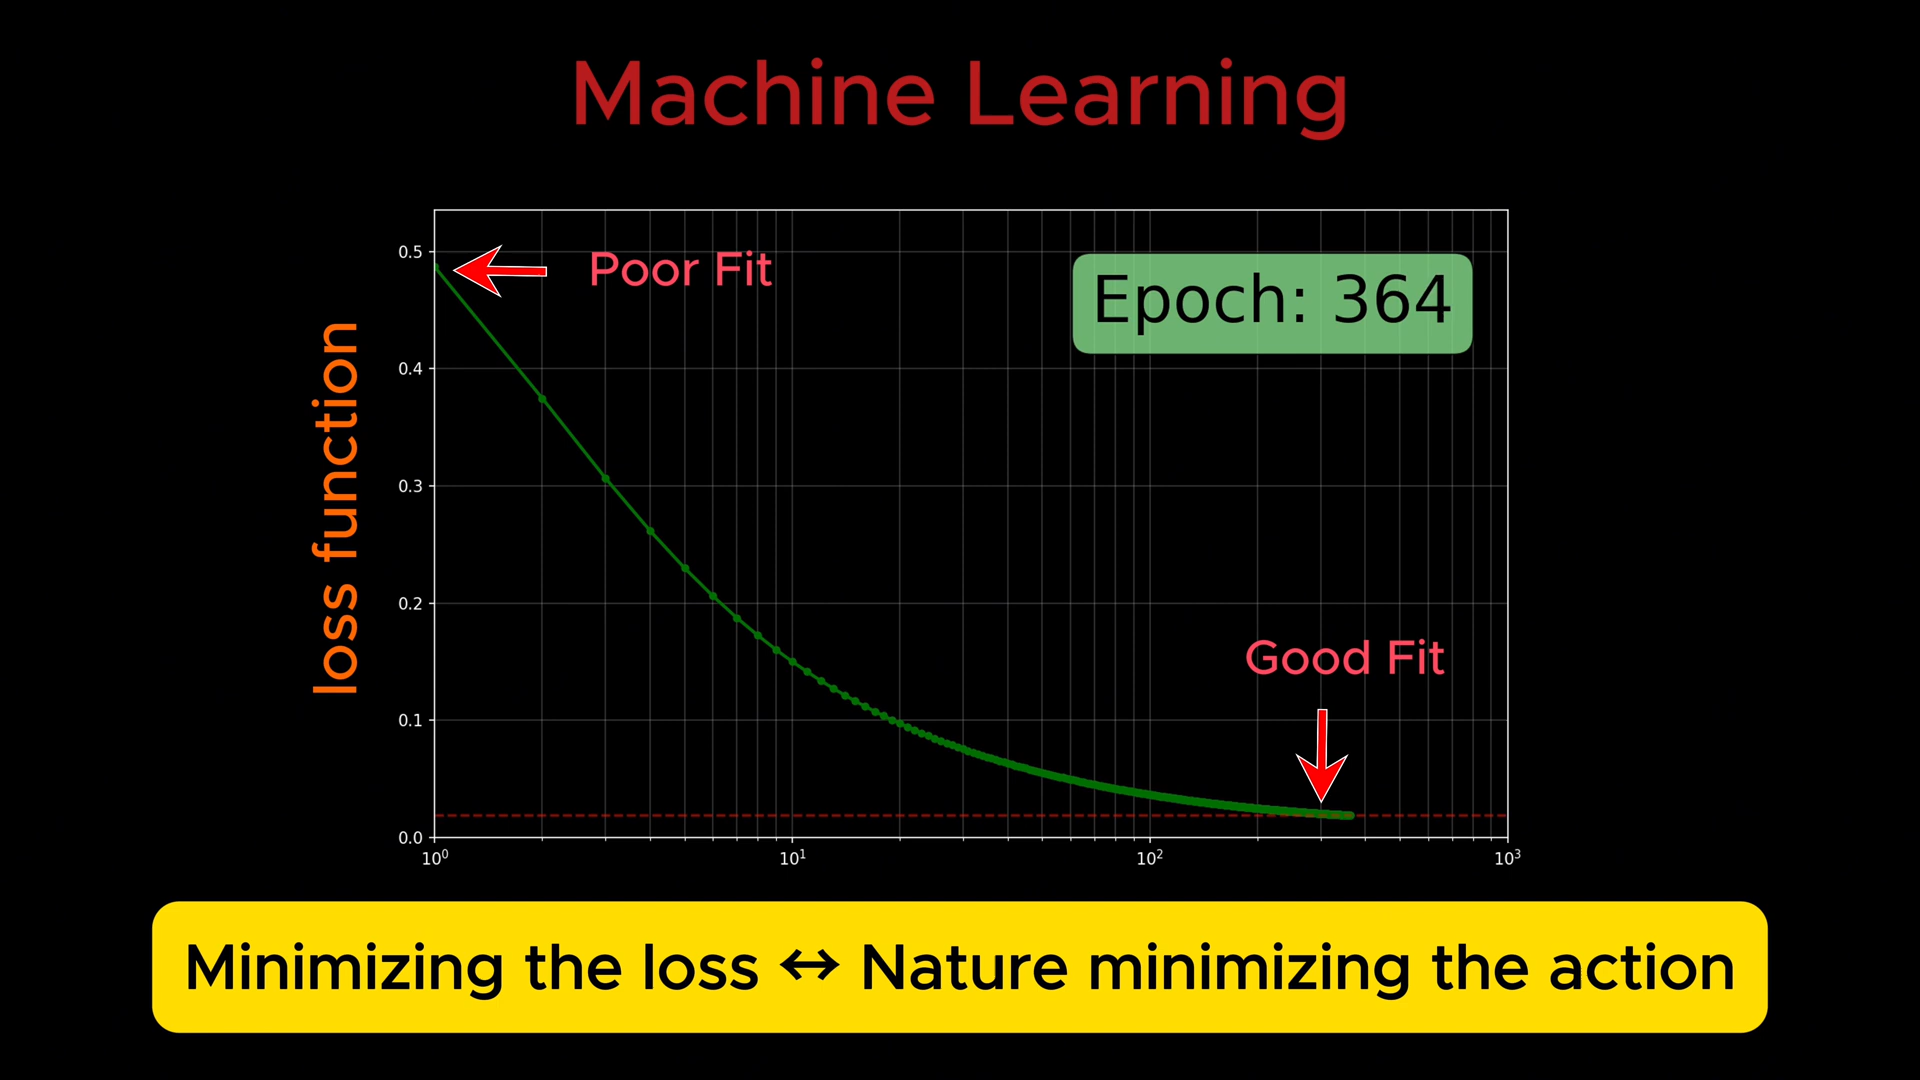 Machine Learning
0.5
Poor Fit
Epoch: 364
0.4
loss function
0.3
0.2
Good Fit
0.1
0.0
10⁰ 10¹ 10² 10³
Minimizing the loss ↔ Nature minimizing the action